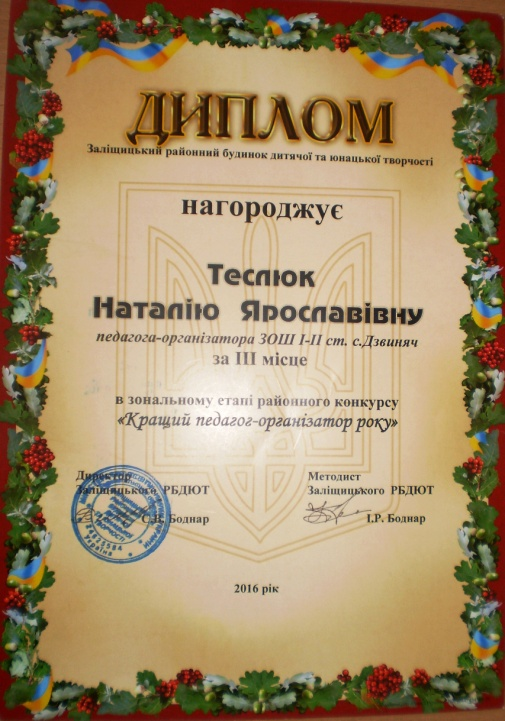 ДИПЛОМ
Заліщицький районний будинок дитячої та юнацької творчості
нагороджує
Теслюк
Наталію Ярославівну
педагога-організатора ЗОШ І-ІІ ст. с.Дзвиняч
за ІІІ місце
в зональному етапі районного конкурсу
«Кращий педагог-організатор року»
Директор
Заліщицького РБДЮТ
Боднар
Методист
Заліщицького РБДЮТ
І.Р. Боднар
2016 рік